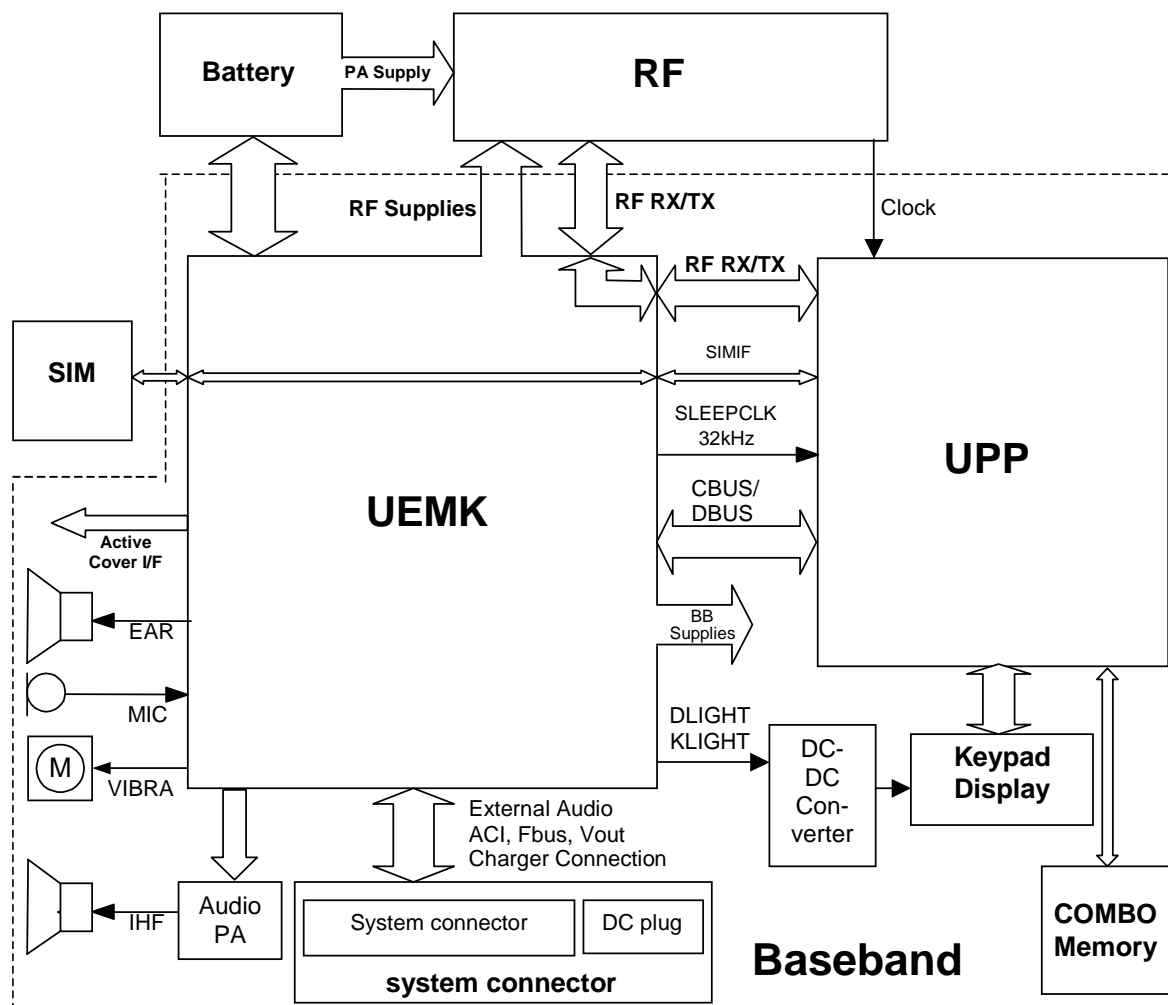 Battery
PA Supply
RF
RF Supplies
RF RX/TX
Clock
RF RX/TX
SIM
SIMIF
SLEEPCLK
32kHz
UPP
UEMK
CBUS/
DBUS
Active
Cover I/F
EAR
BB
Supplies
MIC
DLIGHT
KLIGHT
DC-
DC
Con-
verter
Keypad
Display
M
VIBRA
External Audio
ACI, Fbus, Vout
Charger Connection
IHF
Audio
PA
System connector
DC plug
system connector
Baseband
COMBO
Memory